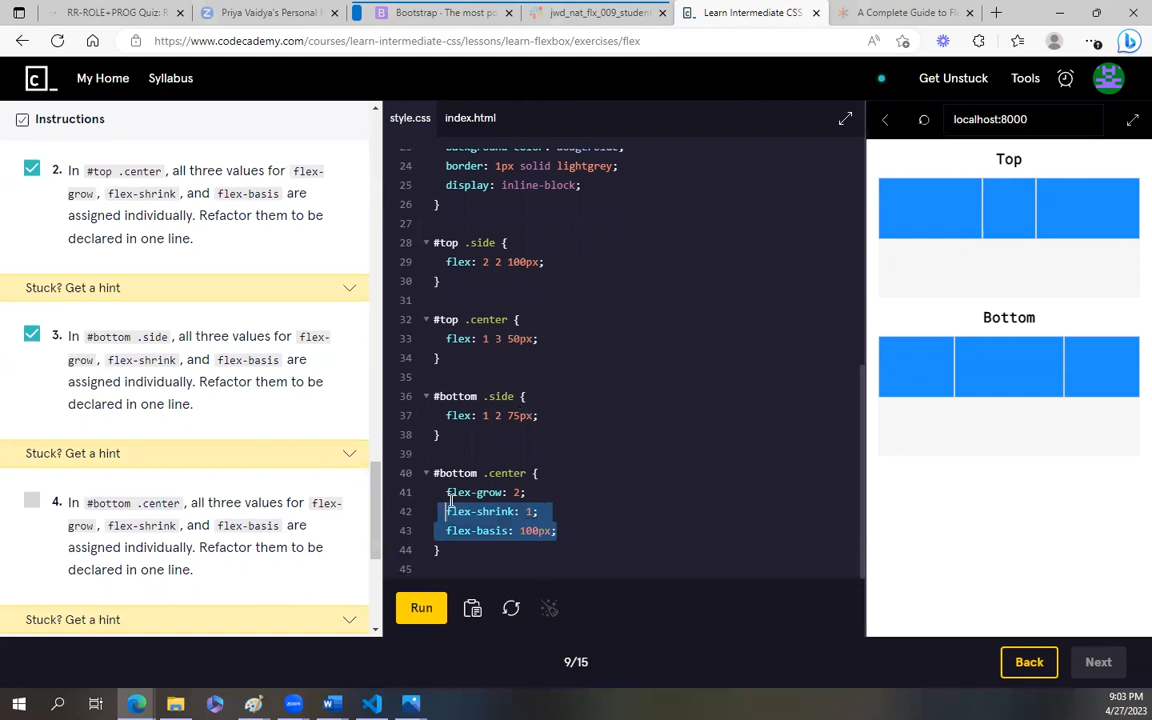 RR-ROLE+PROG Quiz: R
Priya Vaidya's Personal
Bootstrap · The most po
jwd_nat_flx_009_student
Learn Intermediate CSS
A Complete Guide to Fl
https://www.codecademy.com/courses/learn-intermediate-css/lessons/learn-flexbox/exercises/flex
C_
My Home
Syllabus
Get Unstuck
Tools
Instructions
style.css
index.html
localhost:8000
2. In #top .center, all three values for flex-
grow, flex-shrink, and flex-basis are
assigned individually. Refactor them to be
declared in one line.
Stuck? Get a hint
3. In #bottom .side, all three values for flex-
grow, flex-shrink, and flex-basis are
assigned individually. Refactor them to be
declared in one line.
Stuck? Get a hint
4. In #bottom .center, all three values for flex-
grow, flex-shrink, and flex-basis are
assigned individually. Refactor them to be
declared in one line.
Stuck? Get a hint
23 background-color: dodgerblue;
24 border: 1px solid lightgrey;
25 display: inline-block;
26 }
27
28 #top .side {
29 flex: 2 2 100px;
30 }
31
32 #top .center {
33 flex: 1 3 50px;
34 }
35
36 #bottom .side {
37 flex: 1 2 75px;
38 }
39
40 #bottom .center {
41 flex-grow: 2;
42 flex-shrink: 1;
43 flex-basis: 100px;
44 }
45
Run
Top
Bottom
9/15
Back
Next
9:03 PM
4/27/2023